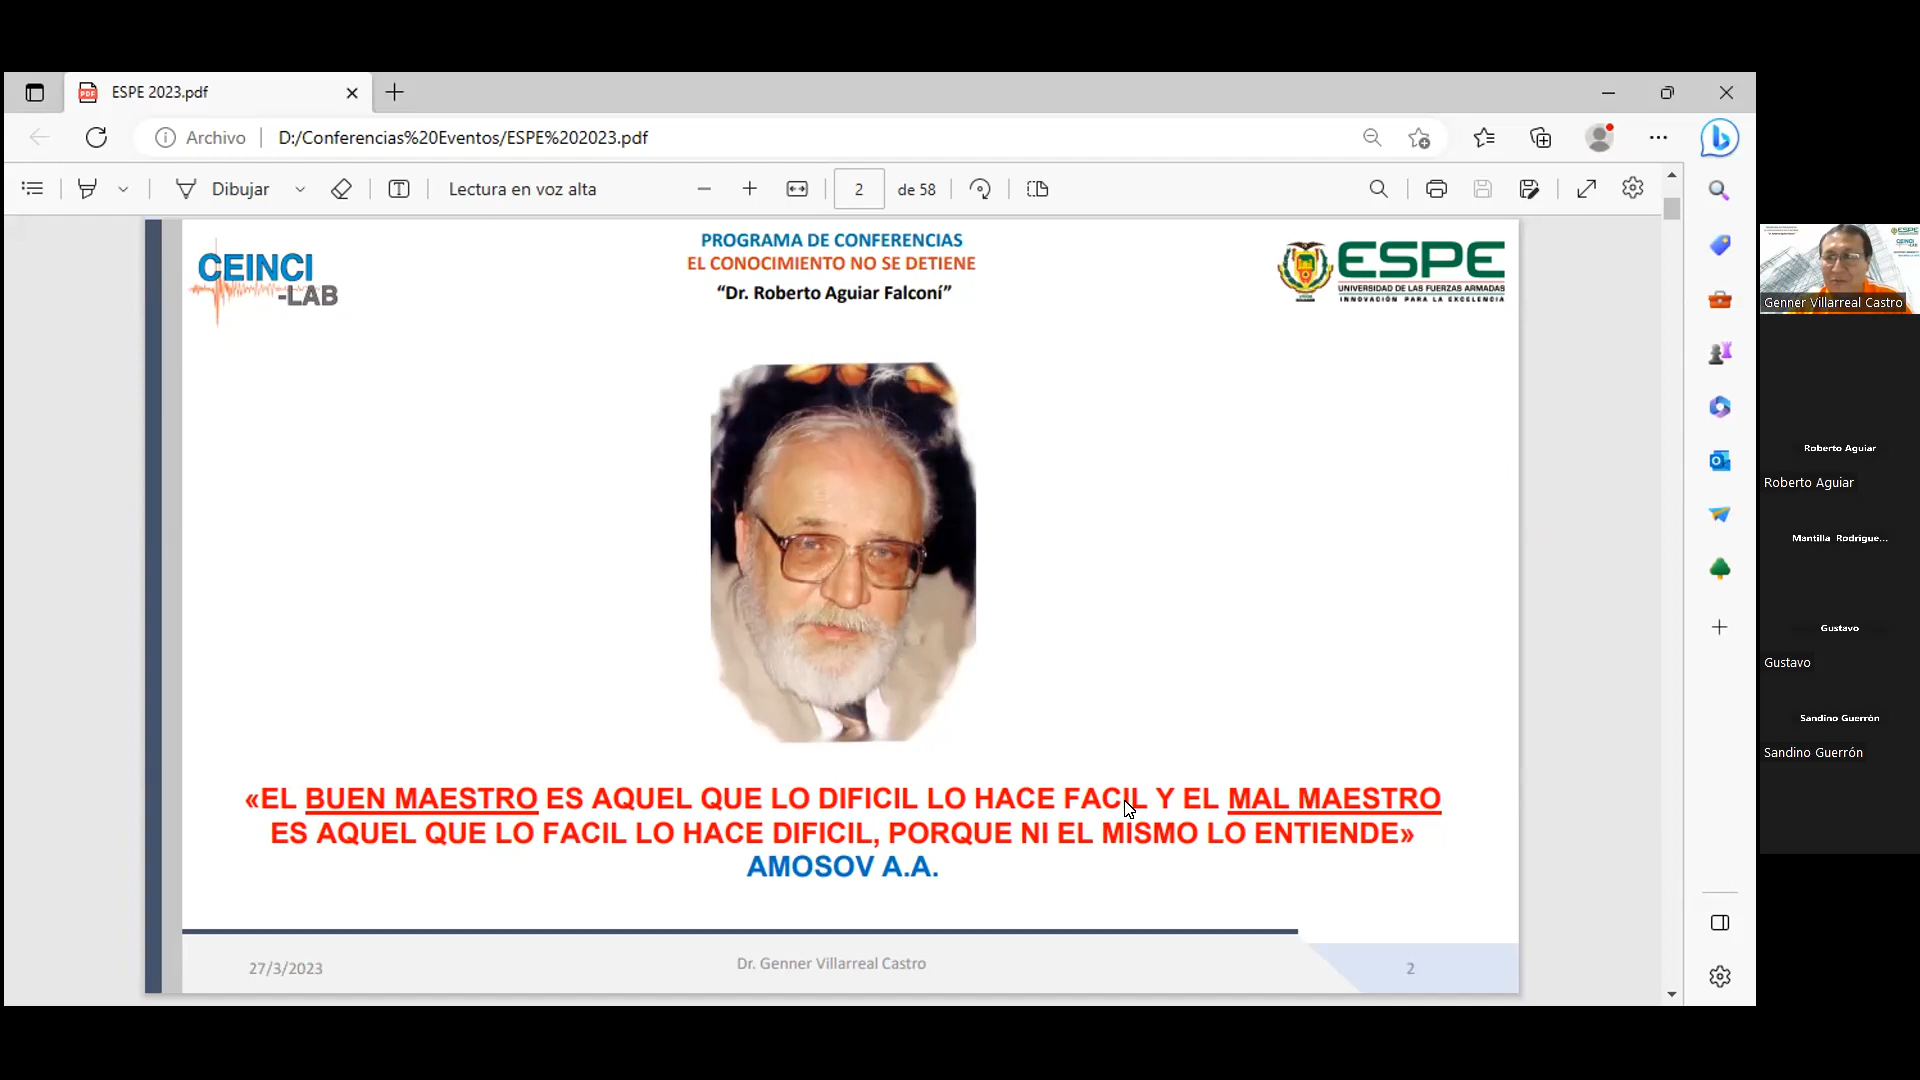 ESPE 2023.pdf
Archivo
D:/Conferencias%20Eventos/ESPE%202023.pdf
Dibujar
Lectura en voz alta
2
de 58
CEINCI
-LAB
PROGRAMA DE CONFERENCIAS
EL CONOCIMIENTO NO SE DETIENE
“Dr. Roberto Aguiar Falconí”
ESPE
UNIVERSIDAD DE LAS FUERZAS ARMADAS
INNOVACIÓN PARA LA EXCELENCIA
«EL BUEN MAESTRO ES AQUEL QUE LO DIFICIL LO HACE FACIL Y EL MAL MAESTRO
ES AQUEL QUE LO FACIL LO HACE DIFICIL, PORQUE NI EL MISMO LO ENTIENDE»
AMOSOV A.A.
27/3/2023
Dr. Genner Villarreal Castro
2
Genner Villarreal Castro
Roberto Aguiar
Roberto Aguiar
Mantilla Rodrigue...
Gustavo
Gustavo
Sandino Guerrón
Sandino Guerrón